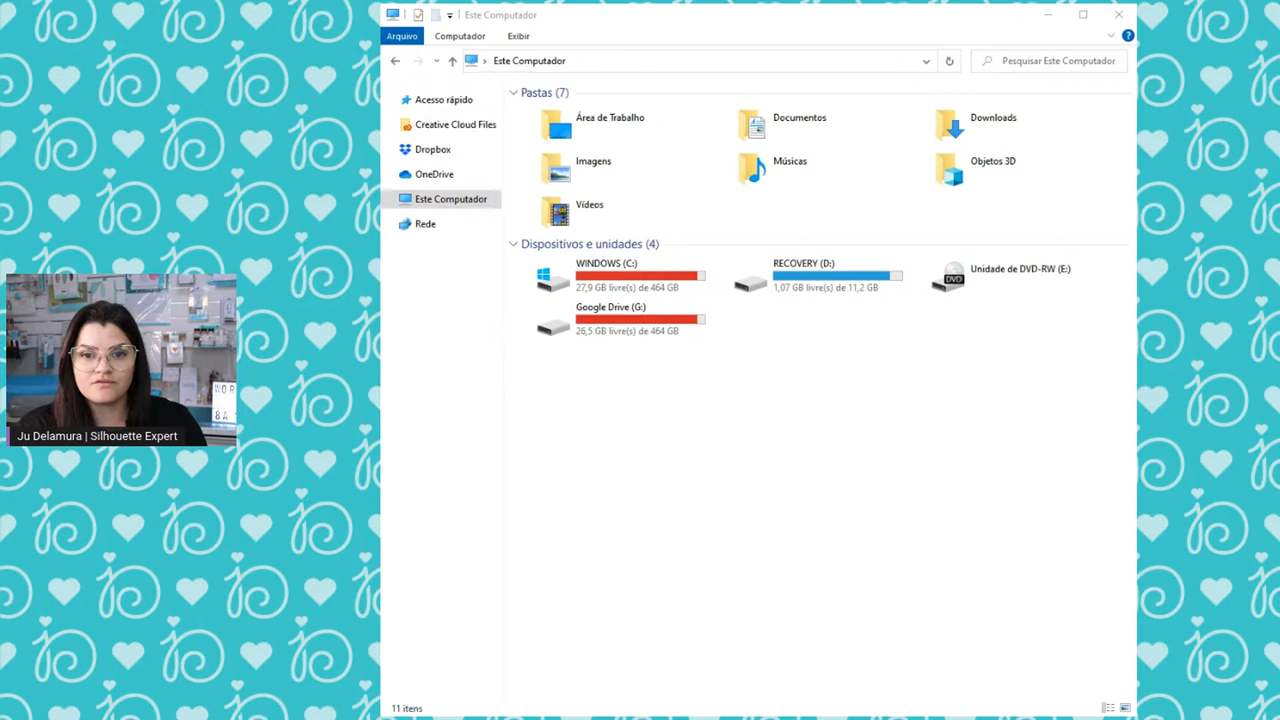 Este Computador
Arquivo
Computador
Exibir
Este Computador
Pesquisar Este Computador
Acesso rápido
Creative Cloud Files
Dropbox
OneDrive
Este Computador
Rede
Pastas (7)
Área de Trabalho
Documentos
Downloads
Imagens
Músicas
Objetos 3D
Vídeos
Dispositivos e unidades (4)
WINDOWS (C:)
27,9 GB livre(s) de 464 GB
RECOVERY (D:)
1,07 GB livre(s) de 11,2 GB
DVD
Unidade de DVD-RW (E:)
Google Drive (G:)
26,5 GB livre(s) de 464 GB
11 itens
WOR
8A
Ju Delamura | Silhouette Expert